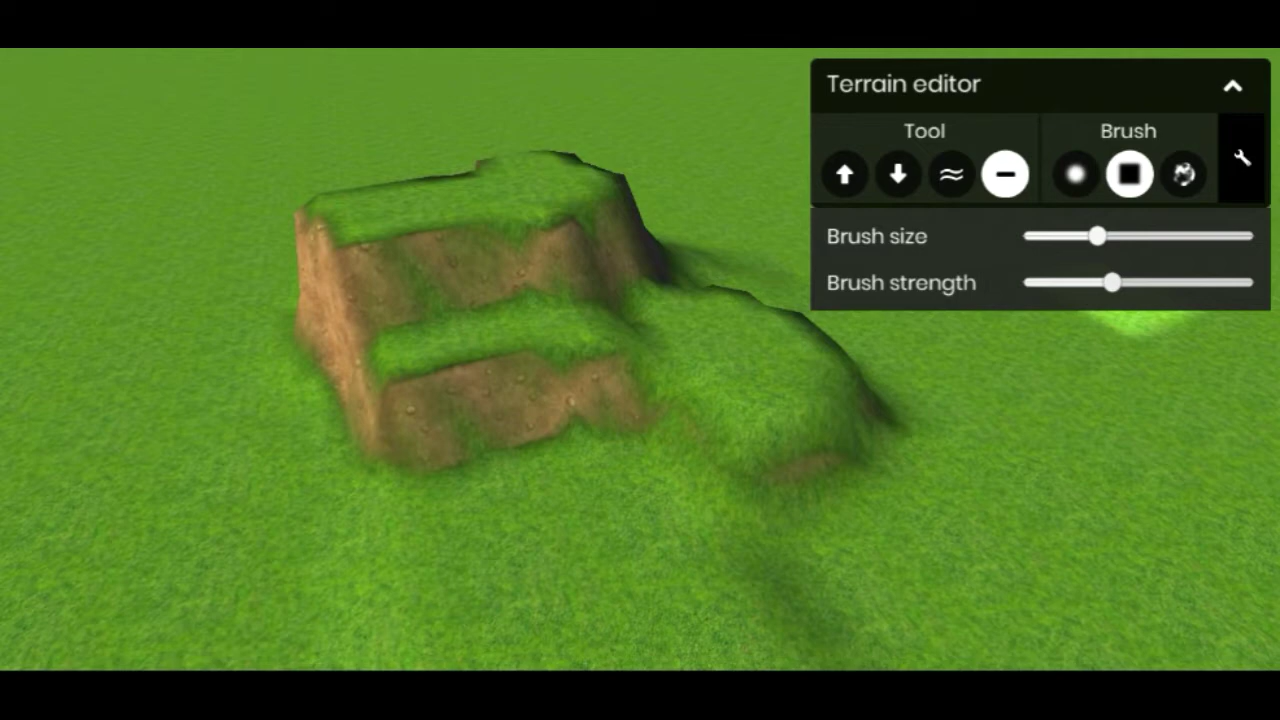 Terrain editor
Tool
Brush
Brush size
Brush strength